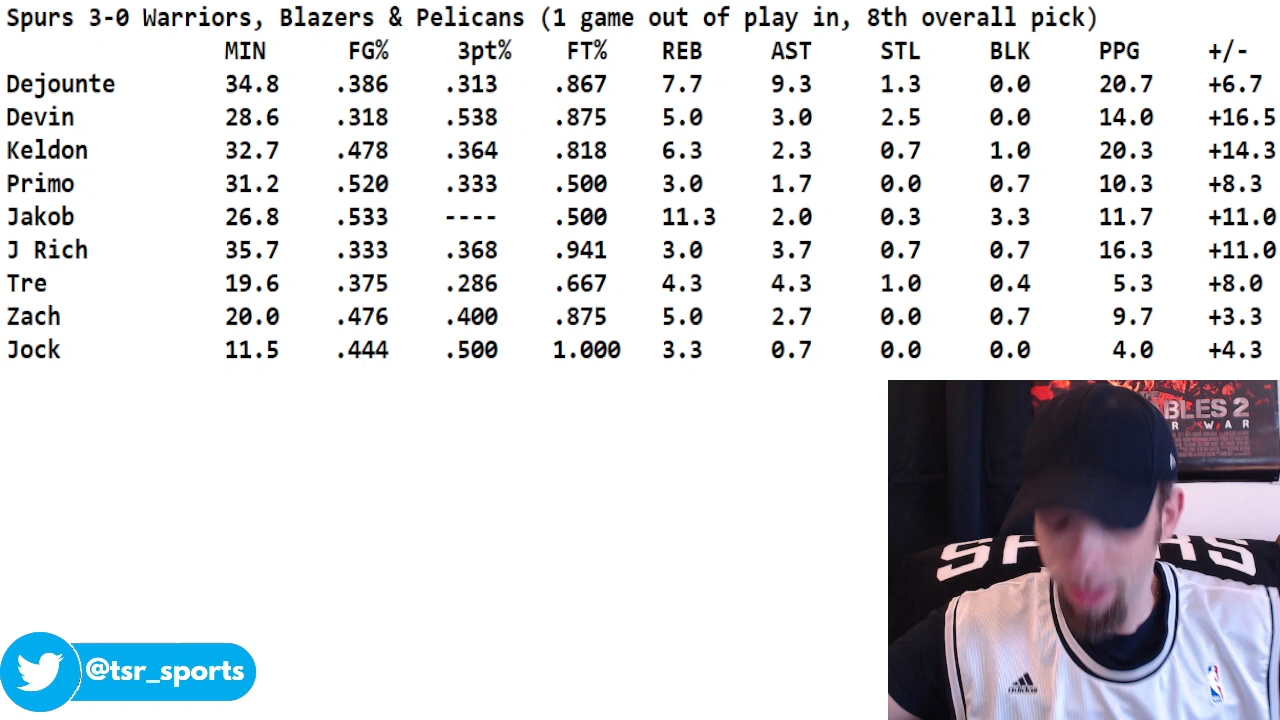 Spurs 3-0 Warriors, Blazers & Pelicans (1 game out of play in, 8th overall pick)
MIN FG% 3pt% FT% REB AST STL BLK PPG +/-
Dejounte 34.8 .386 .313 .867 7.7 9.3 1.3 0.0 20.7 +6.7
Devin 28.6 .318 .538 .875 5.0 3.0 2.5 0.0 14.0 +16.5
Keldon 32.7 .478 .364 .818 6.3 2.3 0.7 1.0 20.3 +14.3
Primo 31.2 .520 .333 .500 3.0 1.7 0.0 0.7 10.3 +8.3
Jakob 26.8 .533 ---- .500 11.3 2.0 0.3 3.3 11.7 +11.0
J Rich 35.7 .333 .368 .941 3.0 3.7 0.7 0.7 16.3 +11.0
Tre 19.6 .375 .286 .667 4.3 4.3 1.0 0.4 5.3 +8.0
Zach 20.0 .476 .400 .875 5.0 2.7 0.0 0.7 9.7 +3.3
Jock 11.5 .444 .500 1.000 3.3 0.7 0.0 0.0 4.0 +4.3
THE
BLES 2
R WAR
SP RS
adidas
NBA
@tsr_sports